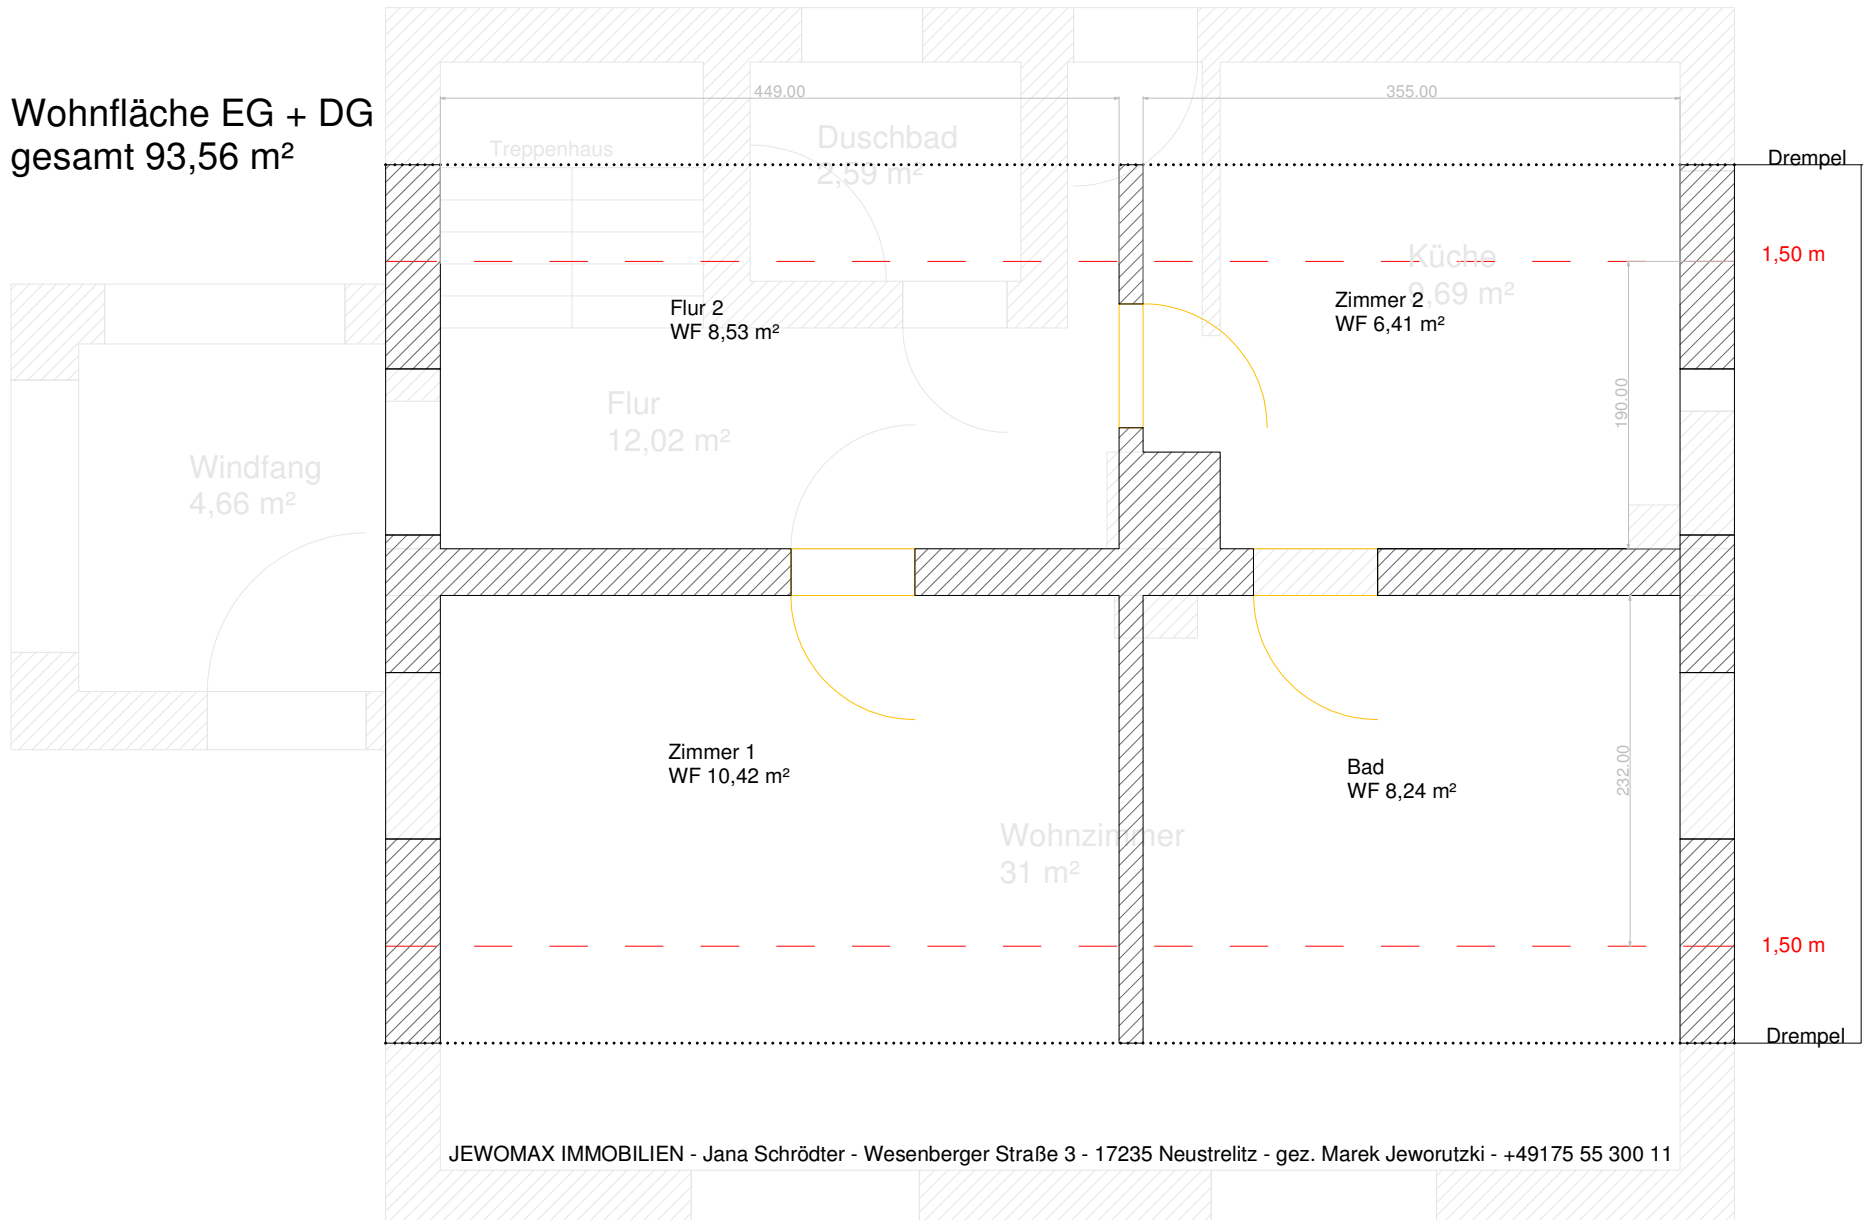 Wohnfläche EG + DG
gesamt 93,56 m²
449.00
355.00
Treppenhaus
Duschbad
2,59 m²
Drempel
Küche
9,69 m²
1,50 m
Flur 2
WF 8,53 m²
Zimmer 2
WF 6,41 m²
190.00
Flur
12,02 m²
Windfang
4,66 m²
Zimmer 1
WF 10,42 m²
Bad
WF 8,24 m²
232.00
Wohnzimmer
31 m²
1,50 m
Drempel
JEWOMAX IMMOBILIEN - Jana Schrödter - Wesenberger Straße 3 - 17235 Neustrelitz - gez. Marek Jeworutzki - +49175 55 300 11